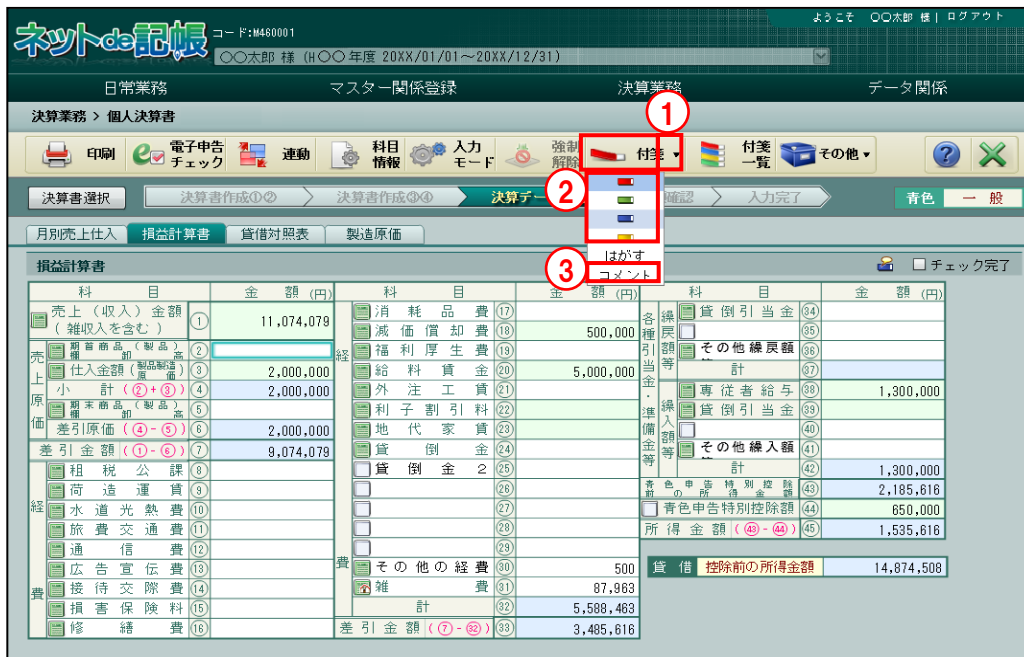 ようこそ 〇〇太郎 様 | ログアウト
ネットde記帳 コード:M460001
〇〇太郎 様 (H〇〇年度 20XX/01/01～20XX/12/31)
日常業務 マスター関係登録 決算業務 データ関係
決算業務 > 個人決算書
①
印刷 電子申告チェック 連動 科目情報 入力モード 強制解除 付箋 付箋一覧 その他
②
決算書選択 決算書作成①② 決算書作成③④ 決算デー 確認 入力完了 青色 一般
月別売上仕入 損益計算書 貸借対照表 製造原価
はがす
③ コメント
損益計算書 チェック完了
科目 金額(円) 科目 金額(円) 科目 金額(円)
売上(収入)金額(雑収入を含む) ① 11,074,079
売上原価
期首商品(製品)棚卸高 ②
仕入金額(製品製造原価) ③ 2,000,000
小計(②+③) ④ 2,000,000
期末商品(製品)棚卸高 ⑤
差引原価(④-⑤) ⑥ 2,000,000
差引金額(①-⑥) ⑦ 9,074,079
経費
租税公課 ⑧
荷造運賃 ⑨
水道光熱費 ⑩
旅費交通費 ⑪
通信費 ⑫
広告宣伝費 ⑬
接待交際費 ⑭
損害保険料 ⑮
修繕費 ⑯
経費
消耗品費 ⑰
減価償却費 ⑱ 500,000
福利厚生費 ⑲
給料賃金 ⑳ 5,000,000
外注工賃 ㉑
利子割引料 ㉒
地代家賃 ㉓
貸倒金 ㉔
貸倒金2 ㉕
㉖
㉗
㉘
㉙
その他の経費 ㉚ 500
雑費 ㉛ 87,963
計 ㉜ 5,588,463
差引金額(⑦-㉜) ㉝ 3,485,616
各種引当金・準備金等
繰戻額等
貸倒引当金 ㉞
㉟
その他繰戻額 ㊱
計 ㊲
繰入額等
専従者給与 ㊳ 1,300,000
貸倒引当金 ㊴
㊵
その他繰入額 ㊶
計 ㊷ 1,300,000
青色申告特別控除前の所得金額 ㊸ 2,185,616
青色申告特別控除額 ㊹ 650,000
所得金額(㊸-㊹) ㊺ 1,535,616
貸借 控除前の所得金額 14,874,508